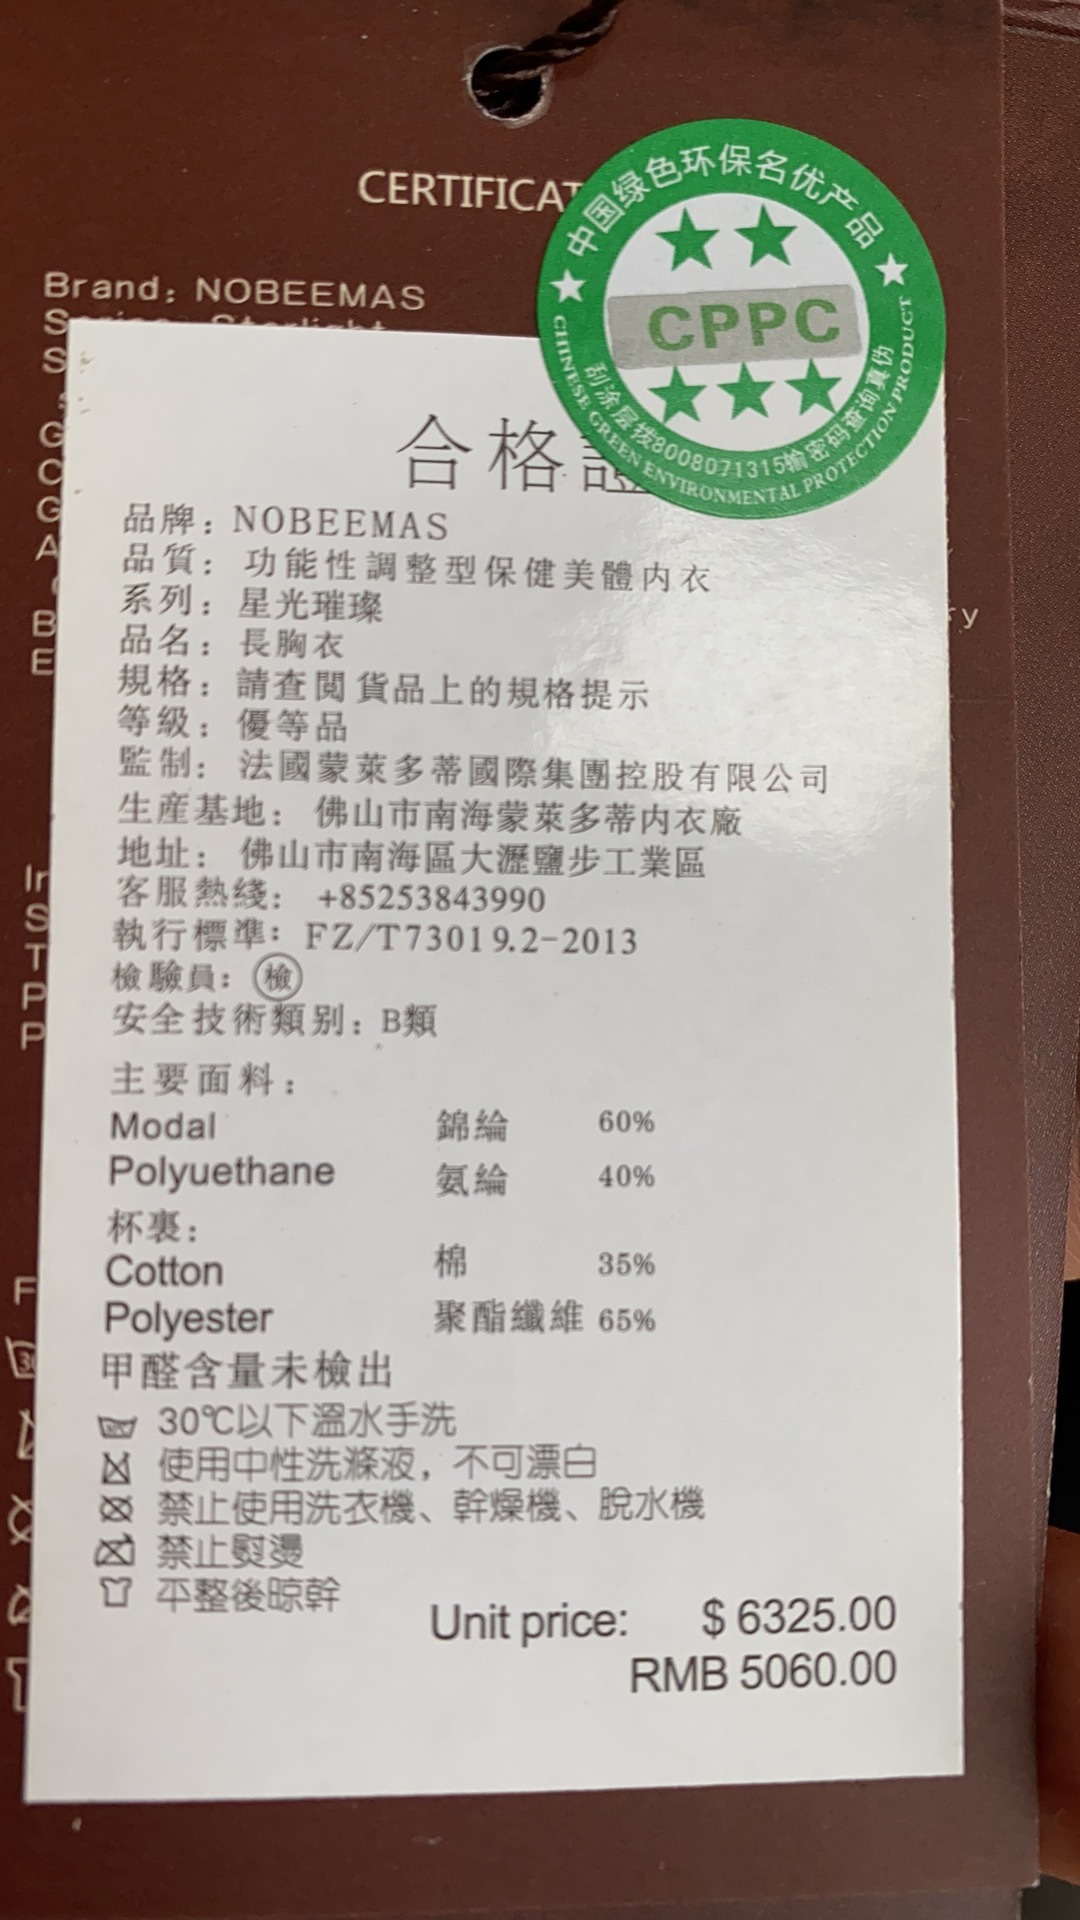 CERTIFICAT
Brand: NOBEEMAS
中国绿色环保名优产品
CPPC
刮涂层拨8008071315输密码查询真伪
CHINESE GREEN ENVIRONMENTAL PROTECTION PRODUCT
合格證
品牌：NOBEEMAS
品質：功能性調整型保健美體内衣
系列：星光璀璨
品名：長胸衣
規格：請查閲貨品上的規格提示
等級：優等品
監制：法國蒙萊多蒂國際集團控股有限公司
生産基地：佛山市南海蒙萊多蒂内衣廠
地址：佛山市南海區大瀝鹽步工業區
客服熱綫：+85253843990
執行標準：FZ/T73019.2-2013
檢驗員：檢
安全技術類别：B類
主要面料：
Modal 錦綸 60%
Polyuethane 氨綸 40%
杯裏：
Cotton 棉 35%
Polyester 聚酯纖維 65%
甲醛含量未檢出
30℃以下溫水手洗
使用中性洗滌液，不可漂白
禁止使用洗衣機、幹燥機、脫水機
禁止熨燙
平整後晾幹
Unit price: $ 6325.00
RMB 5060.00